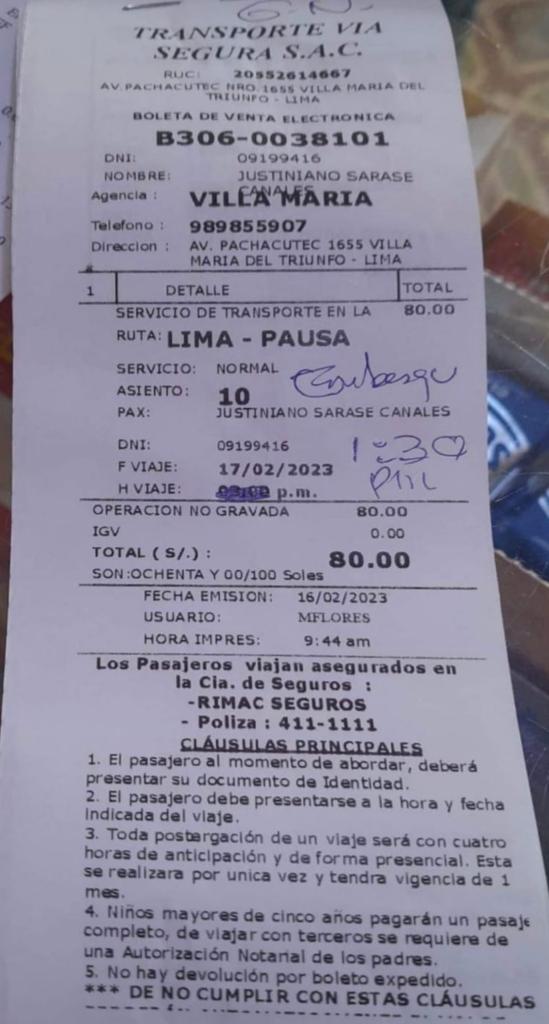 TRANSPORTE VIA
SEGURA S.A.C.
RUC: 20552614667
AV. PACHACUTEC NRO. 1655 VILLA MARIA DEL
TRIUNFO - LIMA
BOLETA DE VENTA ELECTRONICA
B306-0038101
DNI: 09199416
NOMBRE: JUSTINIANO SARASE
CANALES
Agencia : VILLA MARIA
Telefono : 989855907
Direccion : AV. PACHACUTEC 1655 VILLA
MARIA DEL TRIUNFO - LIMA
1 DETALLE TOTAL
SERVICIO DE TRANSPORTE EN LA 80.00
RUTA: LIMA - PAUSA
SERVICIO: NORMAL
ASIENTO: 10
PAX: JUSTINIANO SARASE CANALES
DNI: 09199416
1:30
F VIAJE: 17/02/2023
pm
H VIAJE: p.m.
OPERACION NO GRAVADA 80.00
IGV 0.00
TOTAL ( S/.) : 80.00
SON:OCHENTA Y 00/100 Soles
FECHA EMISION: 16/02/2023
USUARIO: MFLORES
HORA IMPRES: 9:44 am
Los Pasajeros viajan asegurados en
la Cia. de Seguros :
-RIMAC SEGUROS
- Poliza : 411-1111
CLÁUSULAS PRINCIPALES
1. El pasajero al momento de abordar, deberá
presentar su documento de Identidad.
2. El pasajero debe presentarse a la hora y fecha
indicada del viaje.
3. Toda postergación de un viaje será con cuatro
horas de anticipación y de forma presencial. Esta
se realizara por unica vez y tendra vigencia de 1
mes.
4. Niños mayores de cinco años pagarán un pasaje
completo, de viajar con terceros se requiere de
una Autorización Notarial de los padres.
5. No hay devolución por boleto expedido.
*** DE NO CUMPLIR CON ESTAS CLÁUSULAS